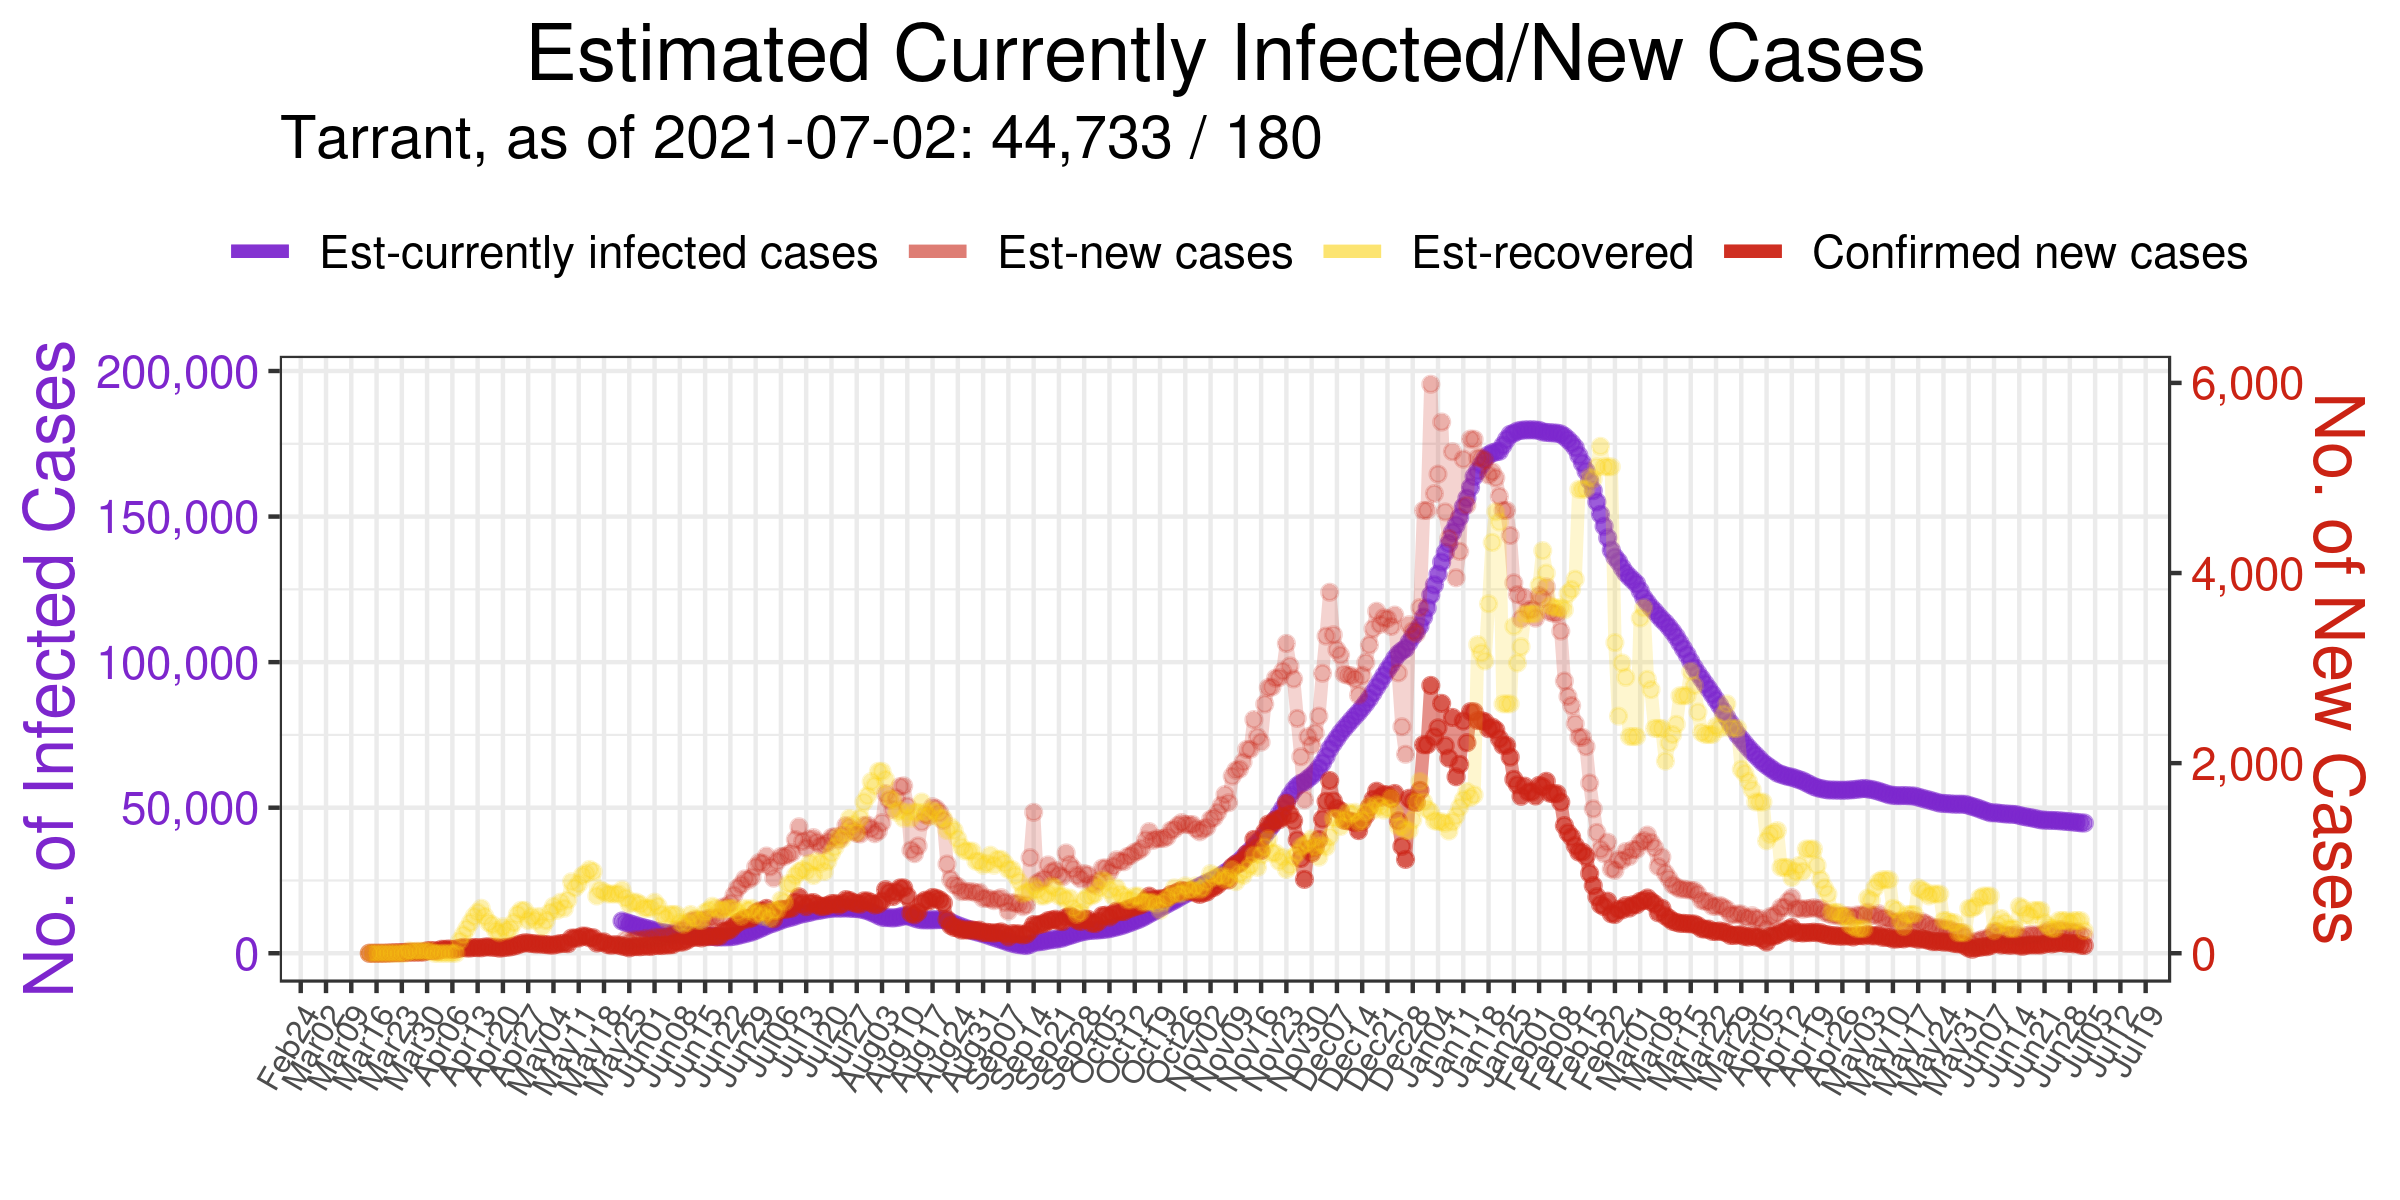 Estimated Currently Infected/New Cases
Tarrant, as of 2021-07-02: 44,733 / 180
Est-currently infected cases Est-new cases Est-recovered Confirmed new cases
No. of Infected Cases
200,000
150,000
100,000
50,000
0
6,000
4,000
2,000
0
No. of New Cases
Feb24 Mar02 Mar09 Mar16 Mar23 Mar30 Apr06 Apr13 Apr20 Apr27 May04 May11 May18 May25 Jun01 Jun08 Jun15 Jun22 Jun29 Jul06 Jul13 Jul20 Jul27 Aug03 Aug10 Aug17 Aug24 Aug31 Sep07 Sep14 Sep21 Sep28 Oct05 Oct12 Oct19 Oct26 Nov02 Nov09 Nov16 Nov23 Nov30 Dec07 Dec14 Dec21 Dec28 Jan04 Jan11 Jan18 Jan25 Feb01 Feb08 Feb15 Feb22 Mar01 Mar08 Mar15 Mar22 Mar29 Apr05 Apr12 Apr19 Apr26 May03 May10 May17 May24 May31 Jun07 Jun14 Jun21 Jun28 Jul05 Jul12 Jul19